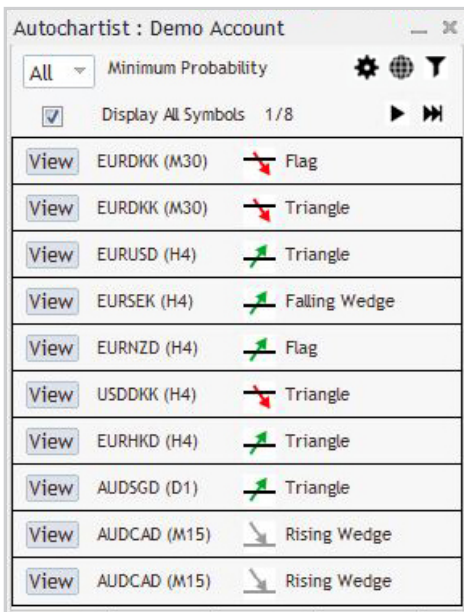 Autochartist : Demo Account
All Minimum Probability
Display All Symbols 1/8
View EURDKK (M30) Flag
View EURDKK (M30) Triangle
View EURUSD (H4) Triangle
View EURSEK (H4) Falling Wedge
View EURNZD (H4) Flag
View USDDKK (H4) Triangle
View EURHKD (H4) Triangle
View AUDSGD (D1) Triangle
View AUDCAD (M15) Rising Wedge
View AUDCAD (M15) Rising Wedge